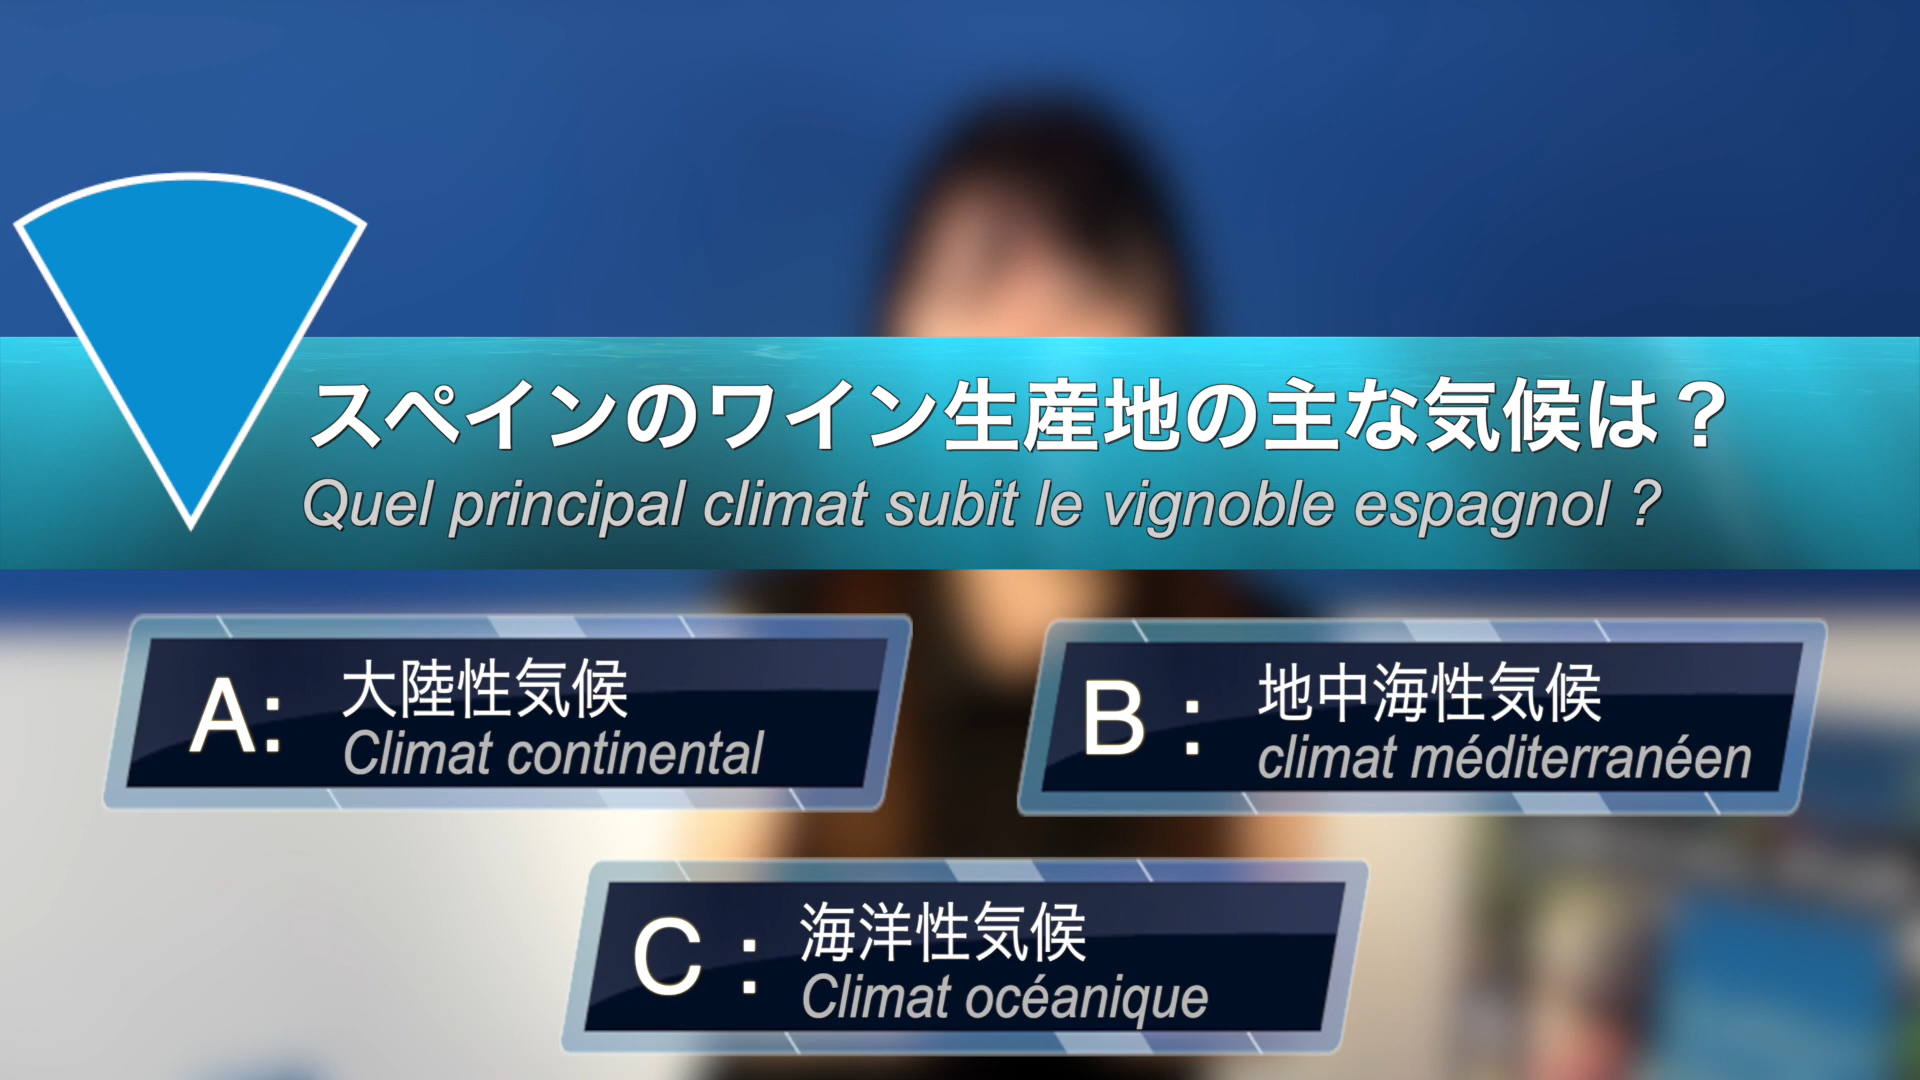 スペインのワイン生産地の主な気候は？
Quel principal climat subit le vignoble espagnol ?
A: 大陸性気候
Climat continental
B : 地中海性気候
climat méditerranéen
C : 海洋性気候
Climat océanique